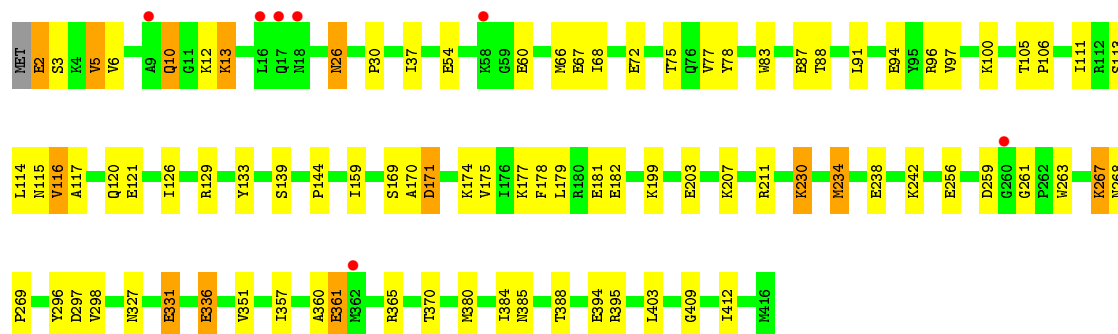 MET E2 S3 K4 V5 V6 A9 Q10 G11 K12 K13 L16 Q17 N18 N26 P30 I37 E54 K58 G59 E60 M66 E67 I68 E72 T75 Q76 V77 Y78 W83 E87 T88 L91 E94 Y95 R96 V97 K100 T105 P106 I111 R112 S113
L114 N115 V116 A117 Q120 E121 I126 R129 Y133 S139 P144 I159 S169 A170 D171 K174 V175 I176 K177 F178 L179 R180 E181 E182 K199 E203 K207 R211 K230 M234 E238 K242 E256 D259 G260 G261 P262 W263 K267 N268
P269 Y296 D297 V298 N327 E331 E336 V351 I357 A360 E361 M362 R365 T370 M380 I384 N385 T388 E394 R395 L403 G409 I412 M416